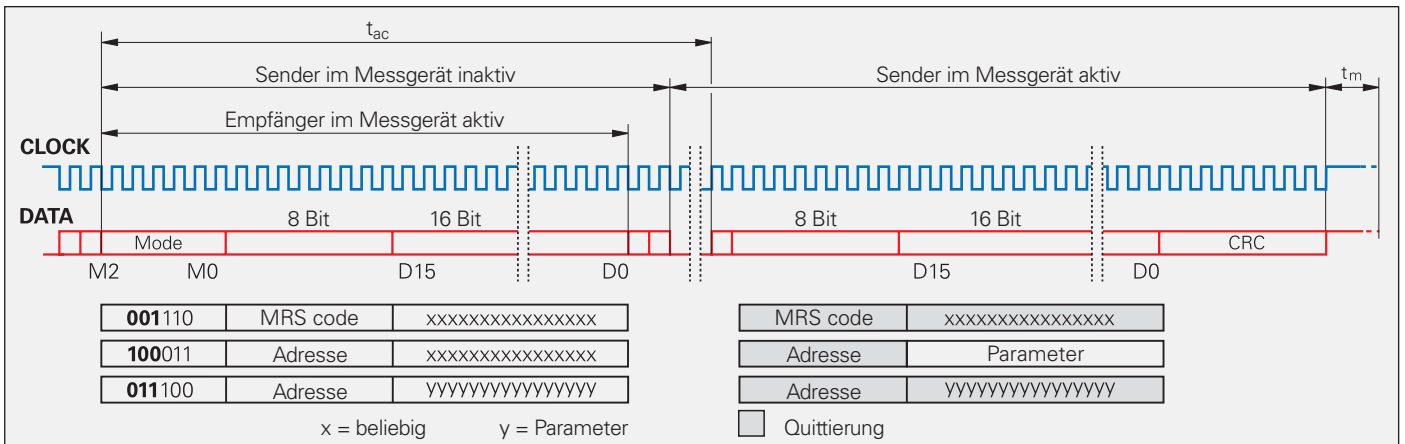 tac
Sender im Messgerät inaktiv
Sender im Messgerät aktiv
tm
Empfänger im Messgerät aktiv
CLOCK
DATA
8 Bit
16 Bit
8 Bit
16 Bit
Mode
CRC
M2
M0
D15
D0
D15
D0
001110 MRS code xxxxxxxxxxxxxxxx MRS code xxxxxxxxxxxxxxxx
100011 Adresse xxxxxxxxxxxxxxxx Adresse Parameter
011100 Adresse yyyyyyyyyyyyyyyy Adresse yyyyyyyyyyyyyyyy
x = beliebig y = Parameter Quittierung